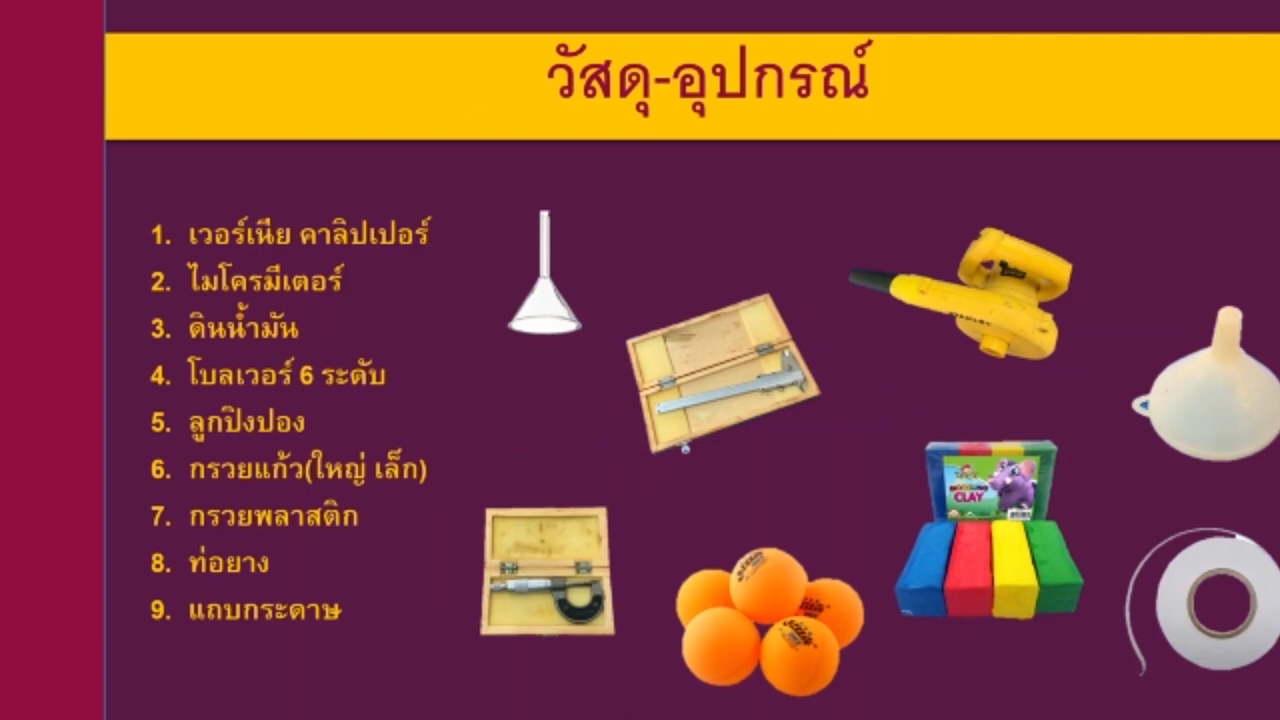 วัสดุ-อุปกรณ์
1. เวอร์เนีย คาลิปเปอร์
2. ไมโครมีเตอร์
3. ดินน้ำมัน
4. โบลเวอร์ 6 ระดับ
5. ลูกปิงปอง
6. กรวยแก้ว(ใหญ่ เล็ก)
7. กรวยพลาสติก
8. ท่อยาง
9. แถบกระดาษ
STANLEY
CLAY